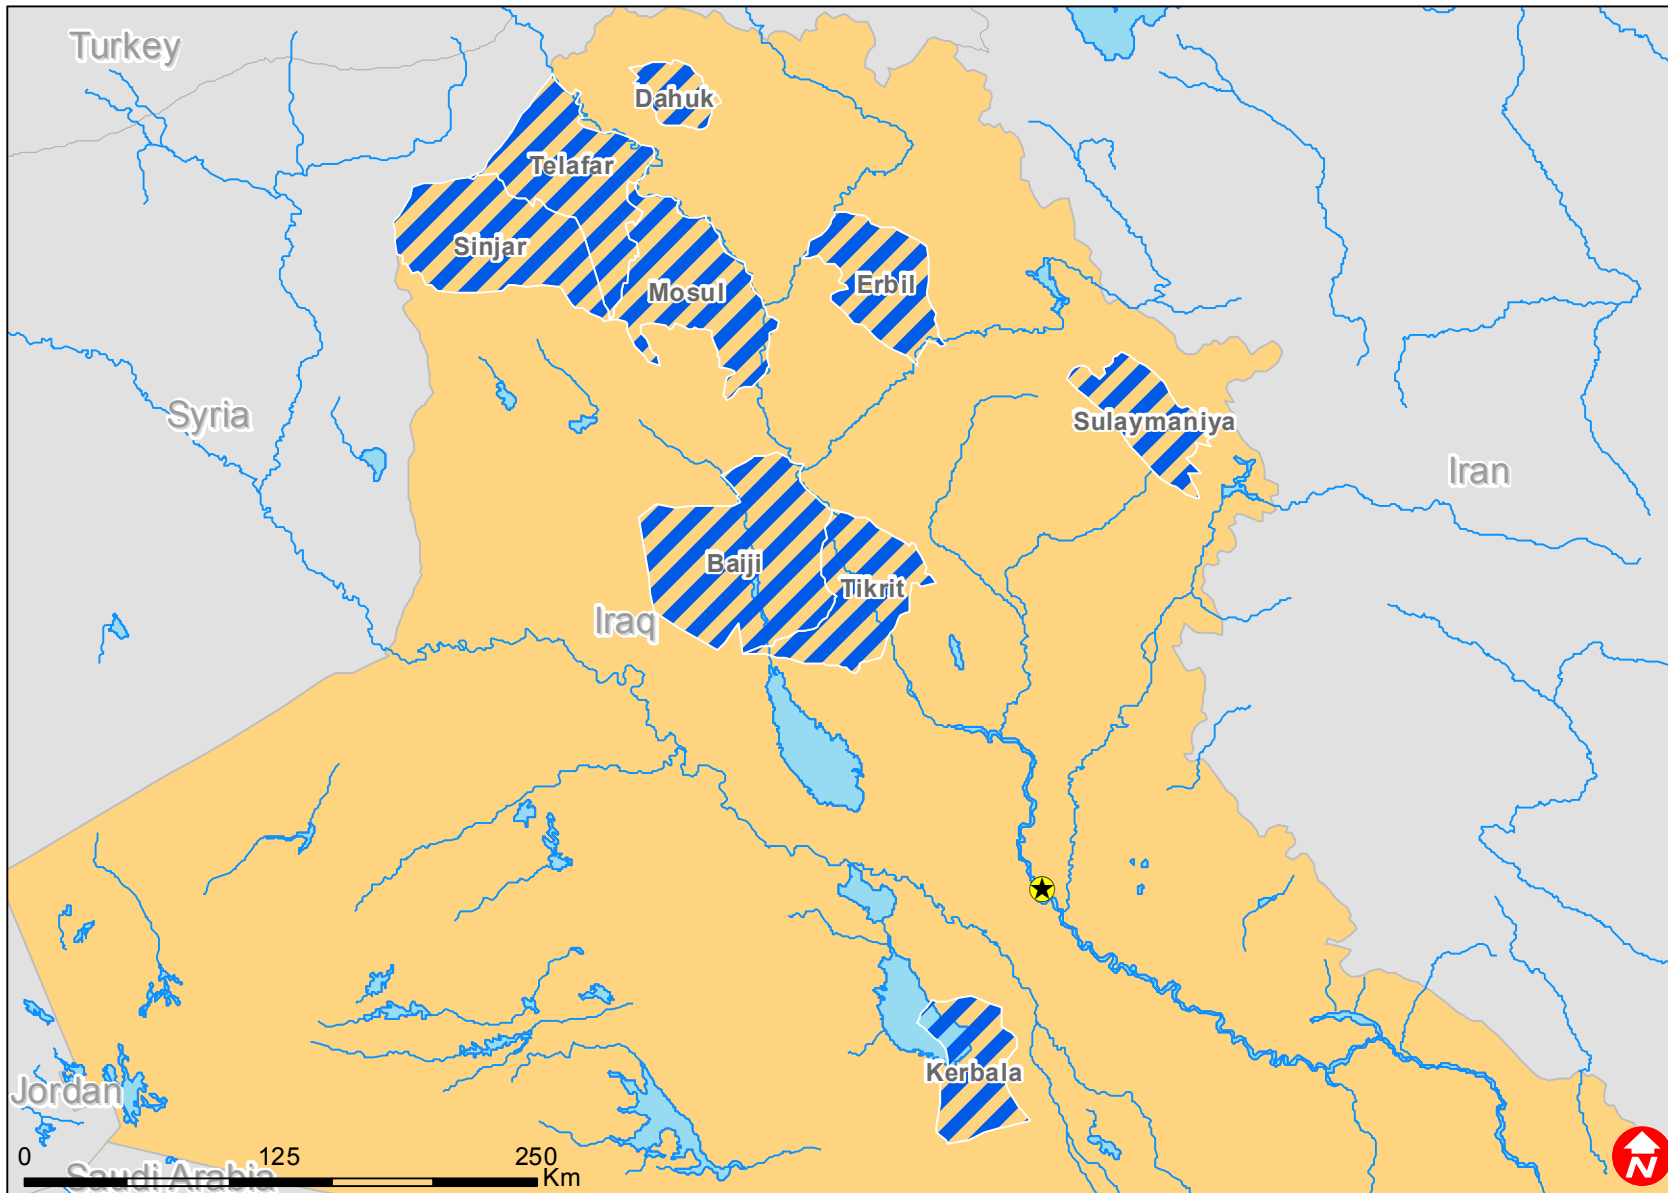 Turkey
Dahuk
Telafar
Sinjar
Mosul
Erbil
Syria
Sulaymaniya
Iran
Baiji
Tikrit
Iraq
Kerbala
Jordan
0 125 250
Km
Saudi Arabia
N